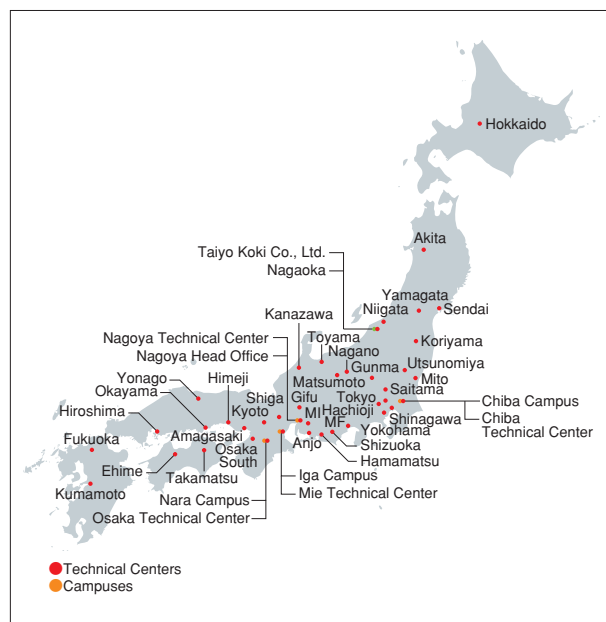 Hokkaido
Akita
Taiyo Koki Co., Ltd.
Nagaoka
Yamagata
Niigata
Sendai
Kanazawa
Toyama
Koriyama
Nagoya Technical Center
Nagoya Head Office
Nagano
Gunma
Utsunomiya
Matsumoto
Mito
Yonago
Himeji
Shiga
Gifu
Saitama
Okayama
Kyoto
MI
Hachioji
Tokyo
Chiba Campus
Hiroshima
Shinagawa
Chiba
Technical Center
Amagasaki
MF
Yokohama
Fukuoka
Osaka
South
Anjo
Shizuoka
Ehime
Takamatsu
Hamamatsu
Kumamoto
Nara Campus
Iga Campus
Osaka Technical Center
Mie Technical Center
Technical Centers
Campuses